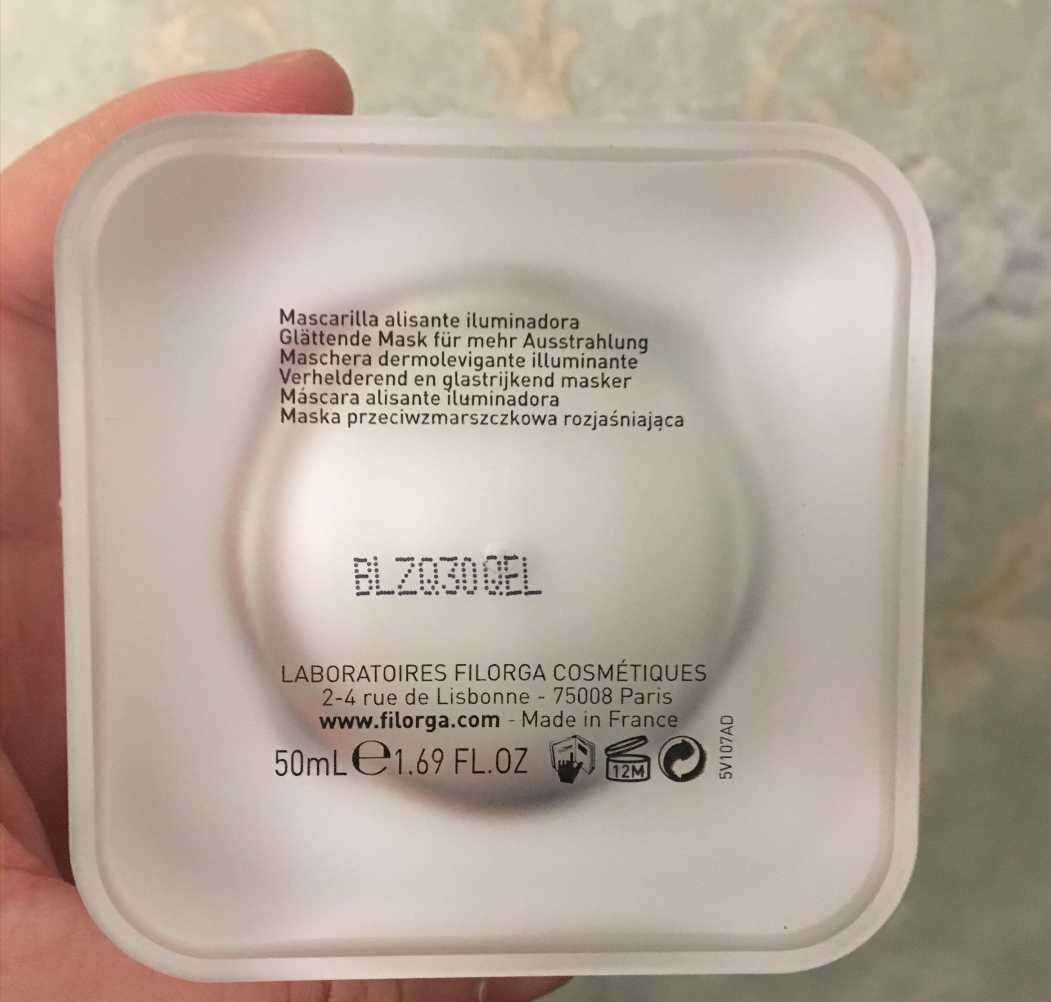 Mascarilla alisante iluminadora
Glättende Mask für mehr Ausstrahlung
Maschera dermolevigante illuminante
Verhelderend en glastrijkend masker
Máscara alisante iluminadora
Maska przeciwzmarszczkowa rozjaśniająca
BLZQ30QEL
LABORATOIRES FILORGA COSMÉTIQUES
2-4 rue de Lisbonne - 75008 Paris
www.filorga.com - Made in France
50mL e 1.69 FL.OZ 12M
5V107AD